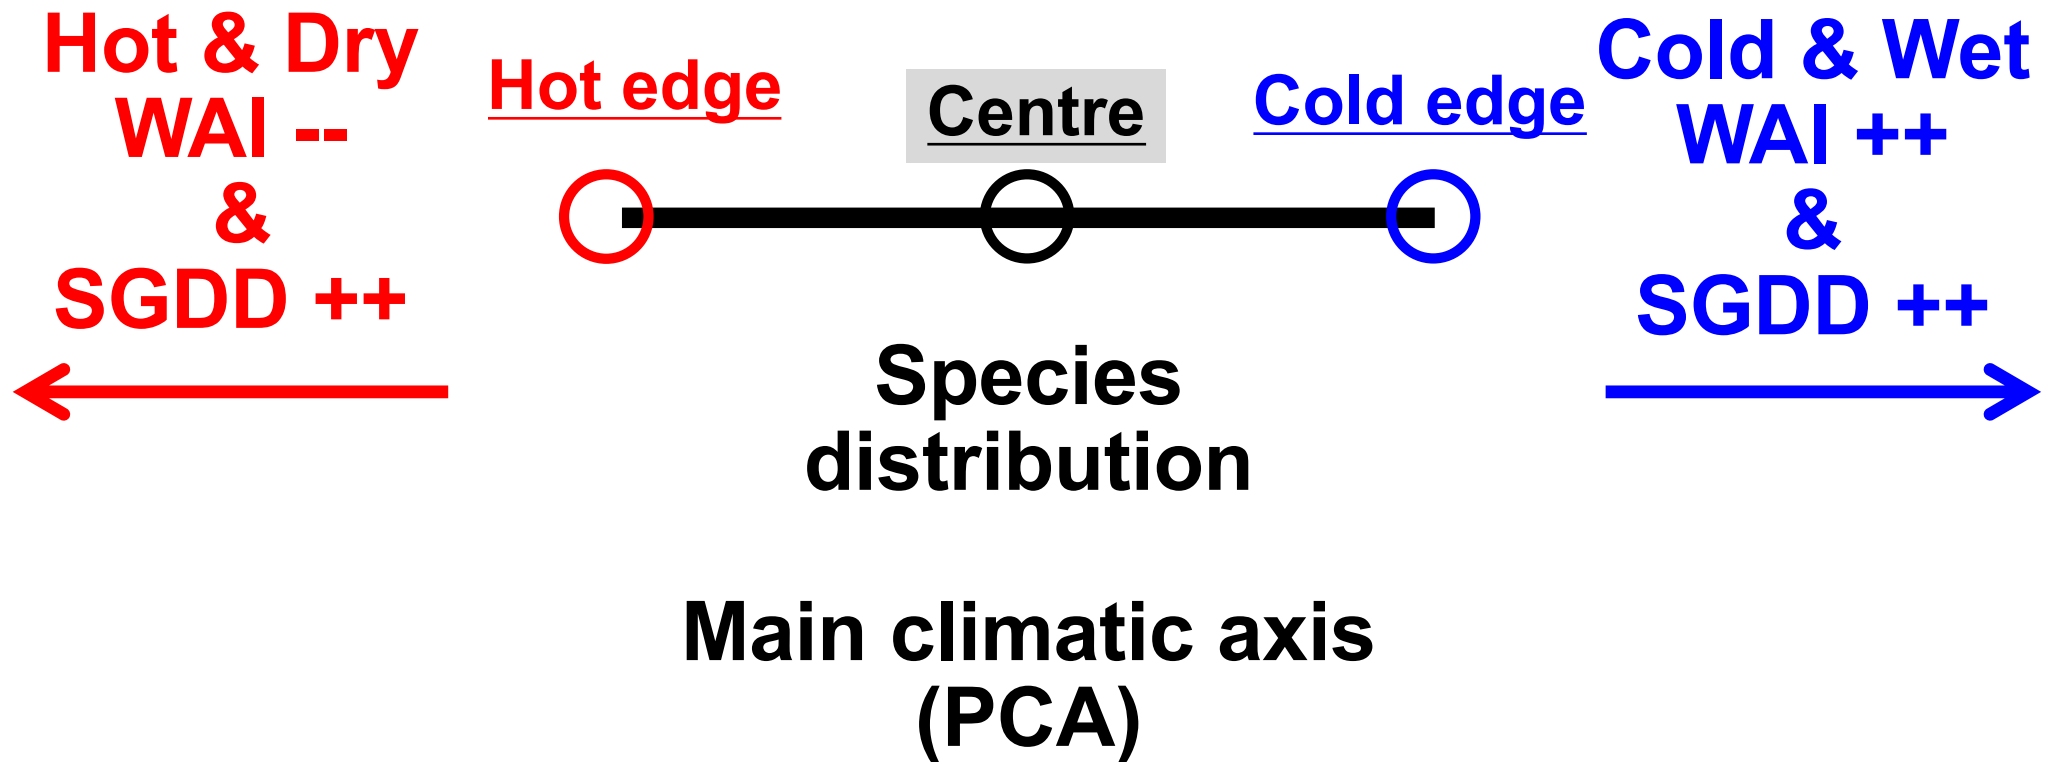 Hot & Dry
WAI --
&
SGDD ++
Hot edge
Centre
Cold edge
Cold & Wet
WAI ++
&
SGDD ++
Species
distribution
Main climatic axis
(PCA)